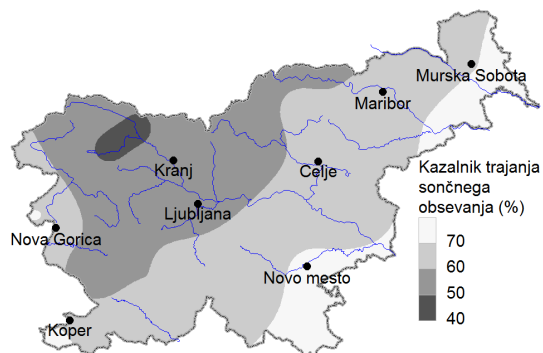 Murska Sobota
Maribor
Kranj
Celje
Ljubljana
Nova Gorica
Novo mesto
Koper
Kazalnik trajanja
sončnega
obsevanja (%)
70
60
50
40